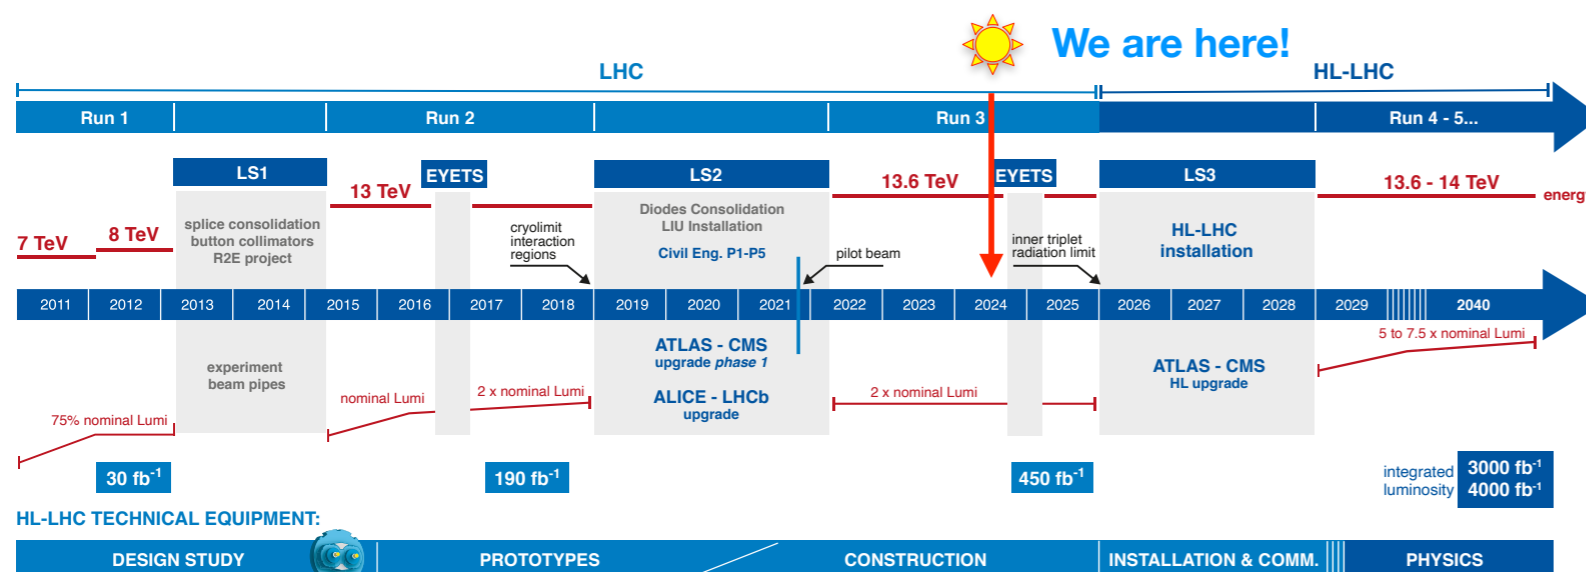 We are here!
LHC
HL-LHC
Run 1
Run 2
Run 3
Run 4 - 5...
LS1
EYETS
LS2
EYETS
LS3
13 TeV
13.6 TeV
13.6 - 14 TeV
energ
7 TeV
8 TeV
splice consolidation
button collimators
R2E project
cryolimit
interaction
regions
Diodes Consolidation
LIU Installation
Civil Eng. P1-P5
pilot beam
inner triplet
radiation limit
HL-LHC
installation
2011
2012
2013
2014
2015
2016
2017
2018
2019
2020
2021
2022
2023
2024
2025
2026
2027
2028
2029
2040
5 to 7.5 x nominal Lumi
experiment
beam pipes
ATLAS - CMS
upgrade phase 1
ALICE - LHCb
upgrade
ATLAS - CMS
HL upgrade
75% nominal Lumi
nominal Lumi
2 x nominal Lumi
2 x nominal Lumi
30 fb⁻¹
190 fb⁻¹
450 fb⁻¹
integrated
luminosity
3000 fb⁻¹
4000 fb⁻¹
HL-LHC TECHNICAL EQUIPMENT:
DESIGN STUDY
PROTOTYPES
CONSTRUCTION
INSTALLATION & COMM.
PHYSICS